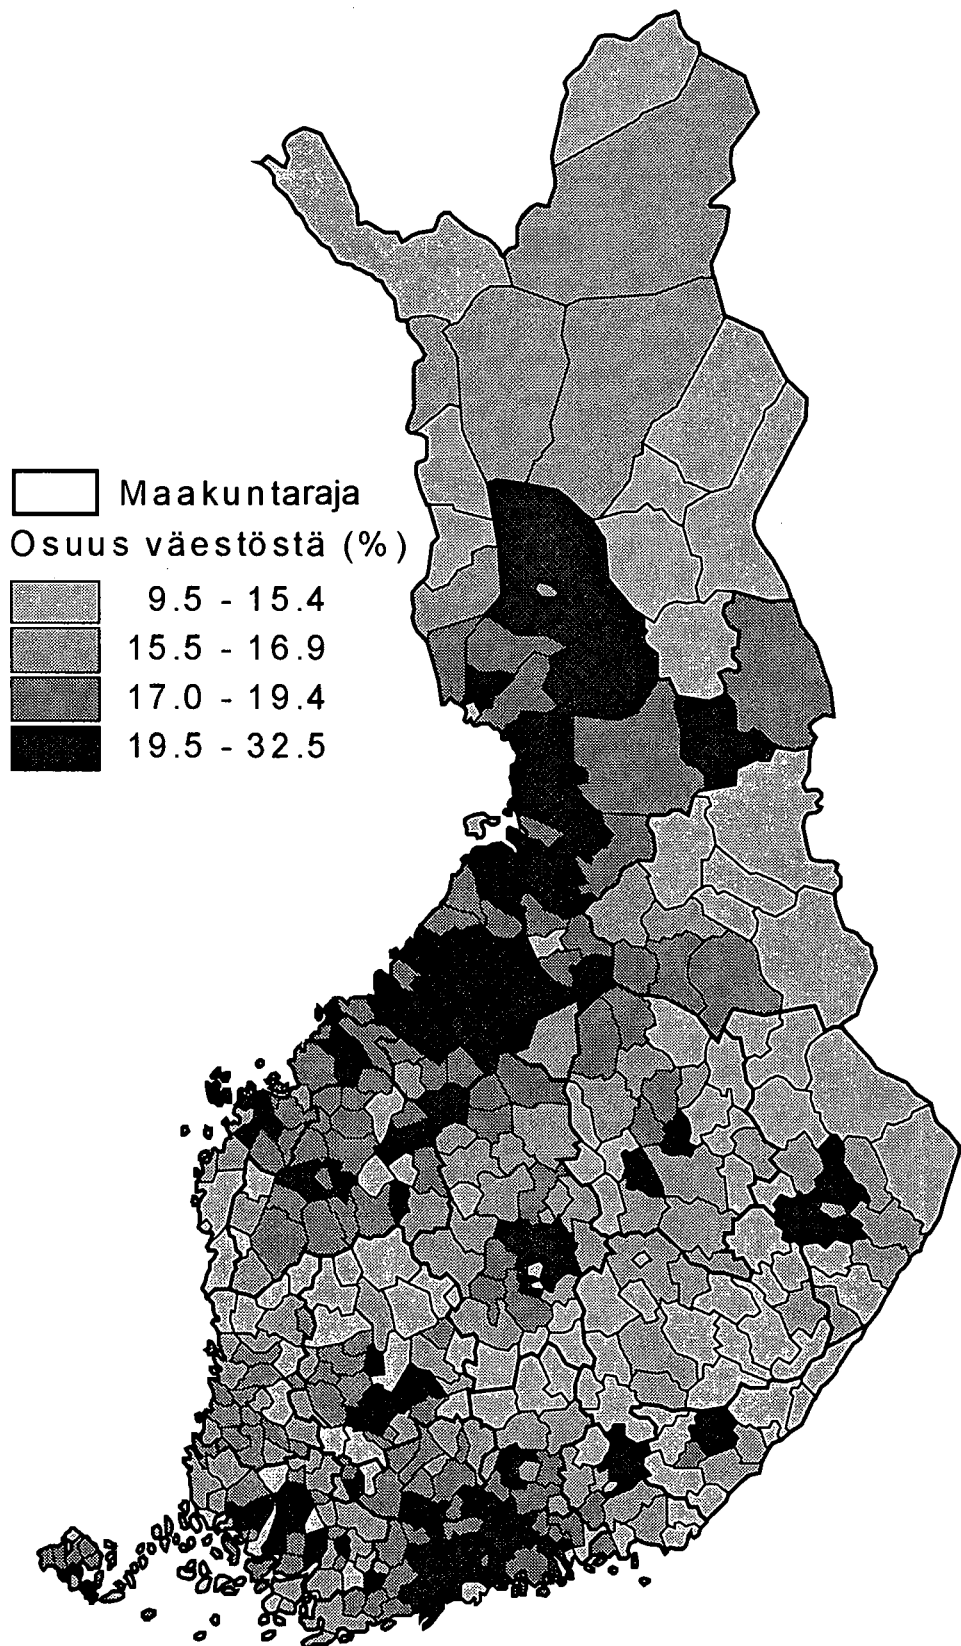 Maakuntaraja
Osuus väestöstä (%)
9.5 - 15.4
15.5 - 16.9
17.0 - 19.4
19.5 - 32.5